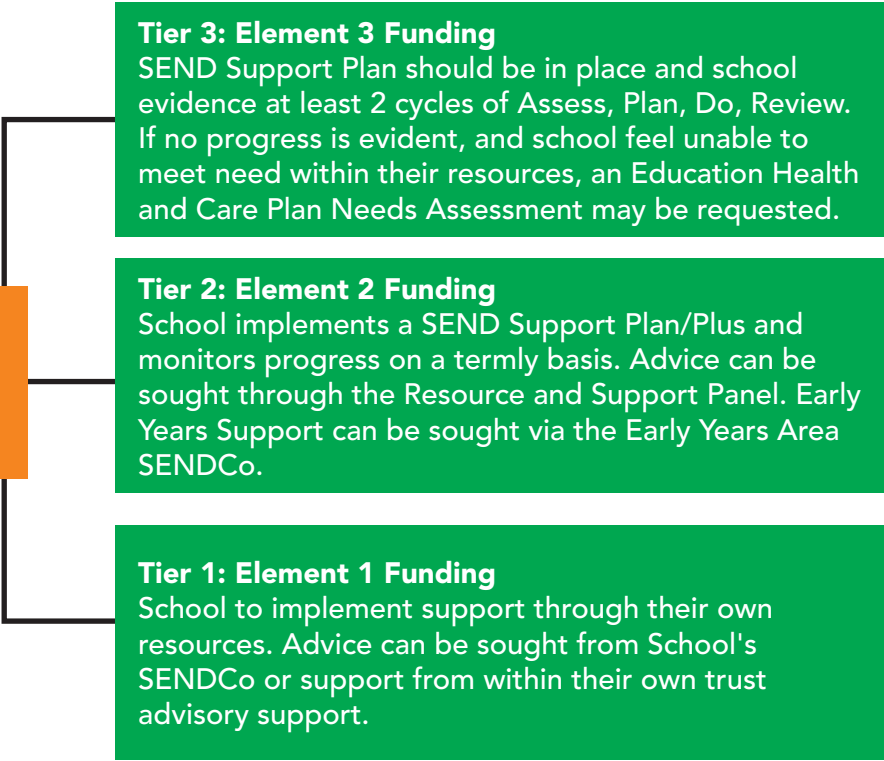 Tier 3: Element 3 Funding
SEND Support Plan should be in place and school
evidence at least 2 cycles of Assess, Plan, Do, Review.
If no progress is evident, and school feel unable to
meet need within their resources, an Education Health
and Care Plan Needs Assessment may be requested.
Tier 2: Element 2 Funding
School implements a SEND Support Plan/Plus and
monitors progress on a termly basis. Advice can be
sought through the Resource and Support Panel. Early
Years Support can be sought via the Early Years Area
SENDCo.
Tier 1: Element 1 Funding
School to implement support through their own
resources. Advice can be sought from School's
SENDCo or support from within their own trust
advisory support.